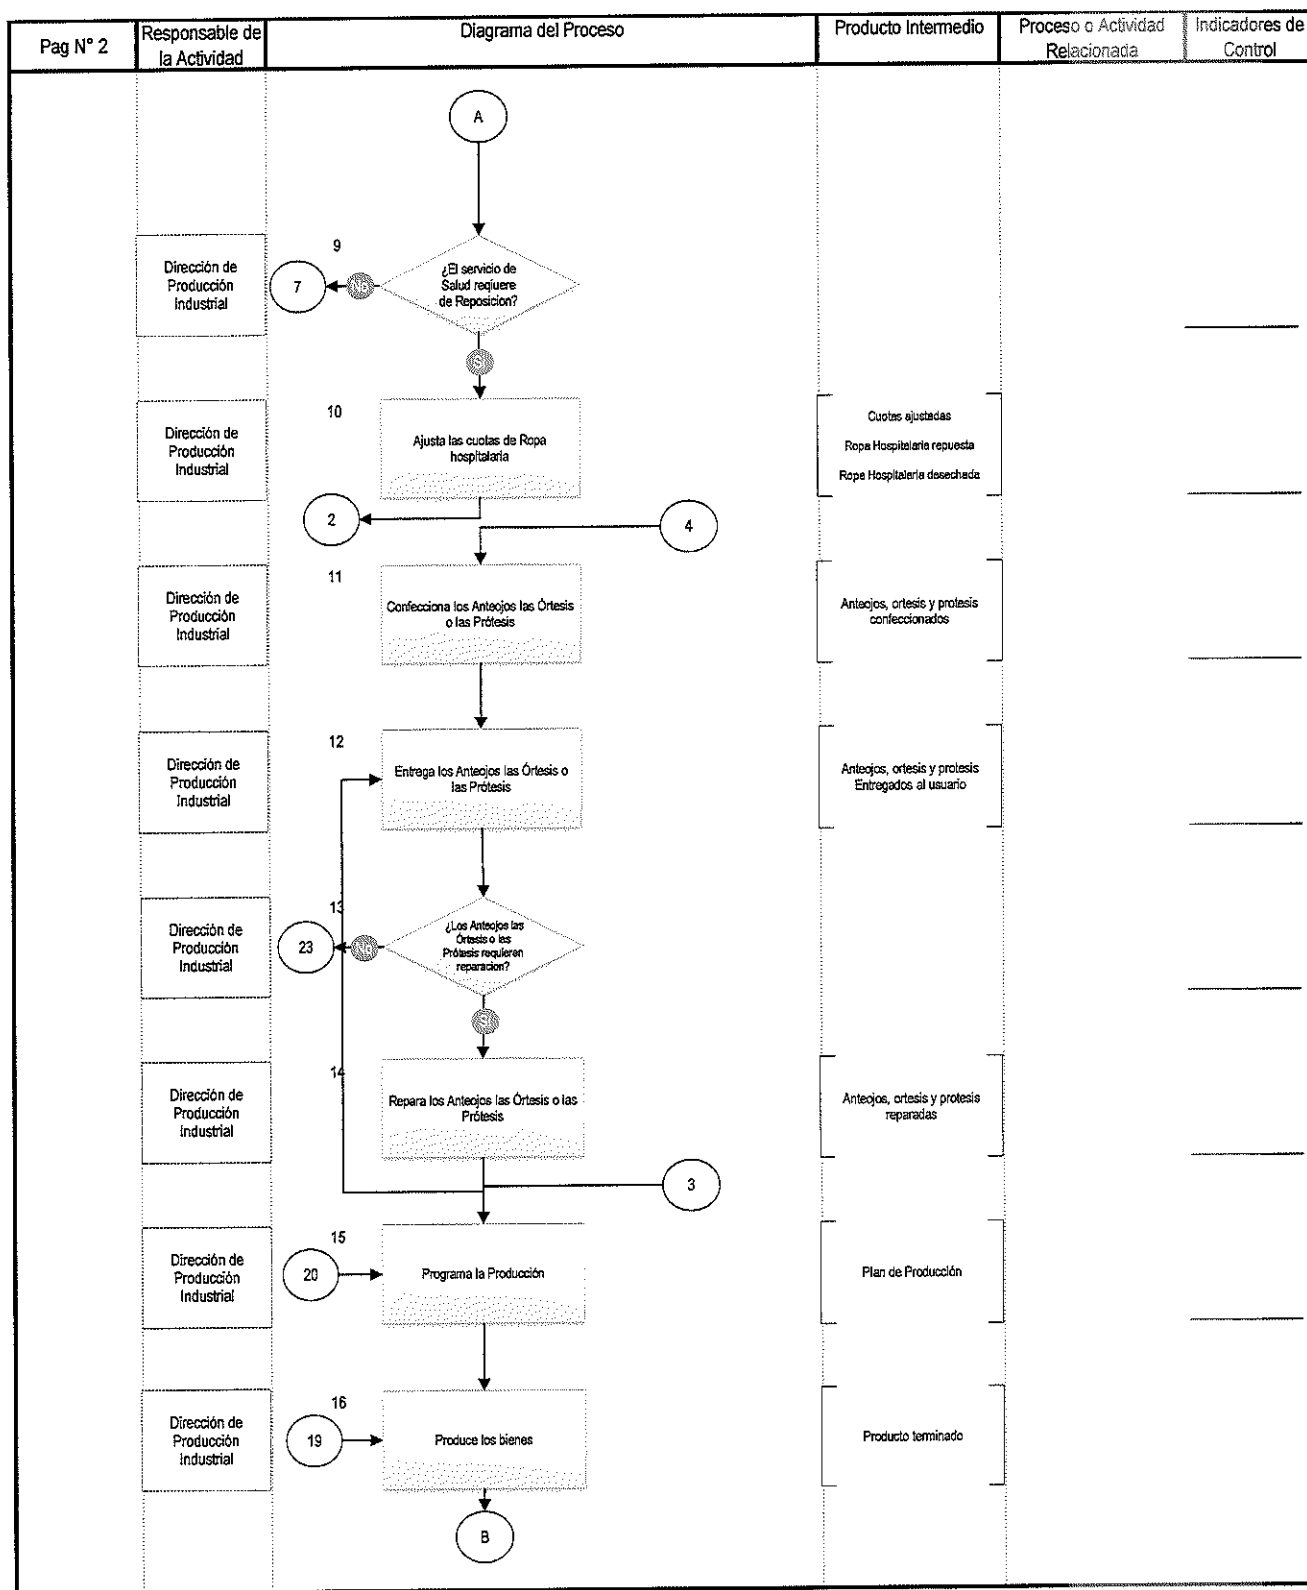 Pag N° 2
Responsable de
la Actividad
Diagrama del Proceso
Producto Intermedio
Proceso o Actividad
Relacionada
Indicadores de
Control
A
9
Dirección de
Producción
Industrial
7
No
¿El servicio de
Salud reqiuere
de Reposicion?
Si
10
Dirección de
Producción
Industrial
Ajusta las cuotas de Ropa
hospitalaria
Cuotas ajustadas
Ropa Hospitalaria repuesta
Ropa Hospitalaria desechada
2
4
11
Dirección de
Producción
Industrial
Confecciona los Anteojos las Órtesis
o las Prótesis
Anteojos, ortesis y protesis
confeccionados
12
Dirección de
Producción
Industrial
Entrega los Anteojos las Órtesis o
las Prótesis
Anteojos, ortesis y protesis
Entregados al usuario
13
Dirección de
Producción
Industrial
23
No
¿Los Anteojos las
Órtesis o las
Prótesis requieren
reparacion?
Si
14
Dirección de
Producción
Industrial
Repara los Anteojos las Órtesis o las
Prótesis
Anteojos, ortesis y protesis
reparadas
3
15
Dirección de
Producción
Industrial
20
Programa la Producción
Plan de Producción
16
Dirección de
Producción
Industrial
19
Produce los bienes
Producto terminado
B